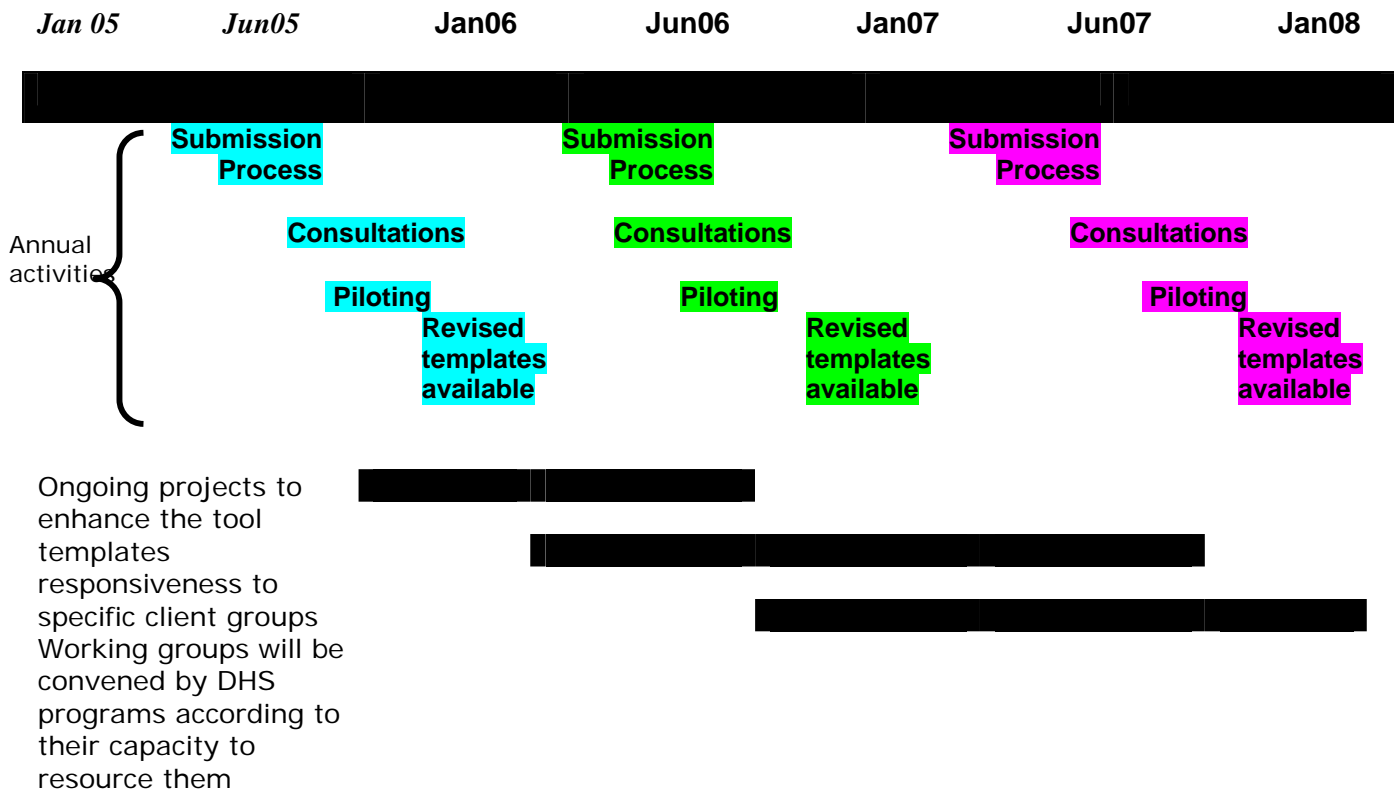 Jan 05 Jun05 Jan06 Jun06 Jan07 Jun07 Jan08
Submission Submission Submission
Process Process Process
Annual
activities
Consultations Consultations Consultations
Piloting Piloting Piloting
Revised Revised Revised
templates templates templates
available available available
Ongoing projects to
enhance the tool
templates
responsiveness to
specific client groups
Working groups will be
convened by DHS
programs according to
their capacity to
resource them